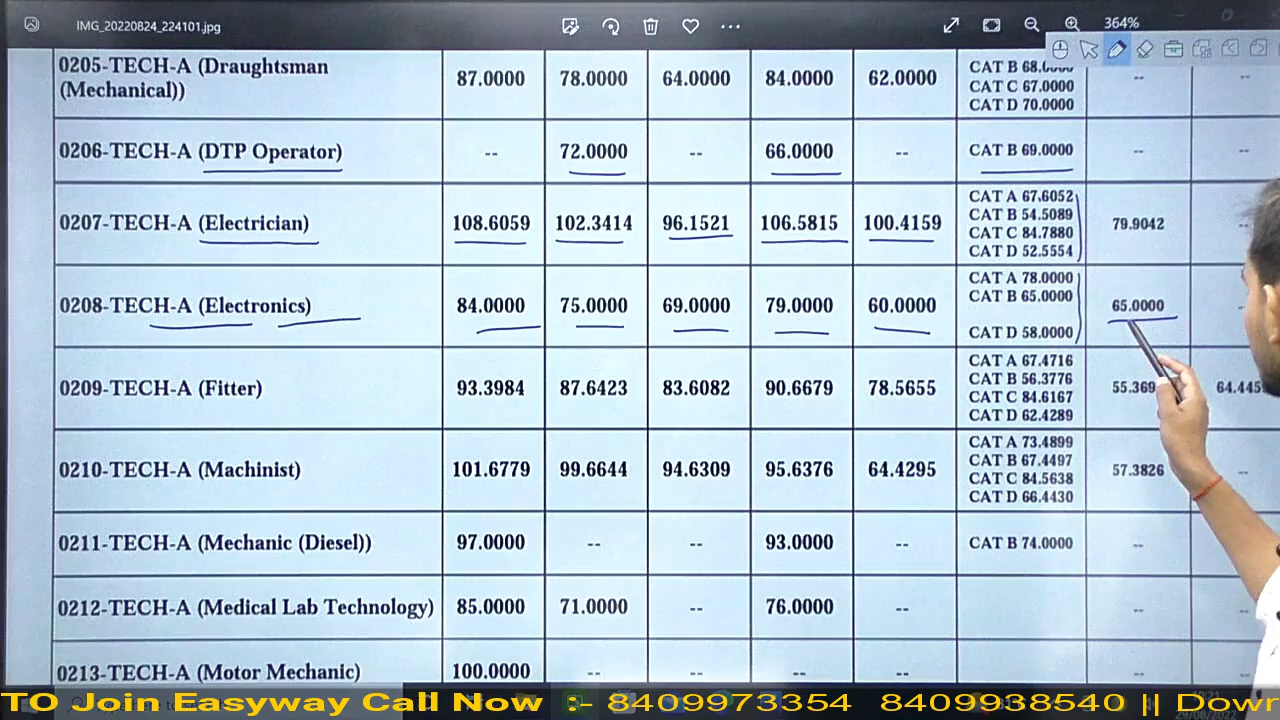 IMG_20220824_224101.jpg
364%
0205-TECH-A (Draughtsman
(Mechanical))
87.0000 78.0000 64.0000 84.0000 62.0000
CAT B 68.0000
CAT C 67.0000
CAT D 70.0000
-- --
0206-TECH-A (DTP Operator) -- 72.0000 -- 66.0000 -- CAT B 69.0000 -- --
0207-TECH-A (Electrician) 108.6059 102.3414 96.1521 106.5815 100.4159
CAT A 67.6052
CAT B 54.5089
CAT C 84.7880
CAT D 52.5554
79.9042 --
0208-TECH-A (Electronics) 84.0000 75.0000 69.0000 79.0000 60.0000
CAT A 78.0000
CAT B 65.0000
CAT D 58.0000
65.0000 -
0209-TECH-A (Fitter) 93.3984 87.6423 83.6082 90.6679 78.5655
CAT A 67.4716
CAT B 56.3776
CAT C 84.6167
CAT D 62.4289
55.369 64.445
0210-TECH-A (Machinist) 101.6779 99.6644 94.6309 95.6376 64.4295
CAT A 73.4899
CAT B 67.4497
CAT C 84.5638
CAT D 66.4430
57.3826 --
0211-TECH-A (Mechanic (Diesel)) 97.0000 -- -- 93.0000 -- CAT B 74.0000 -- --
0212-TECH-A (Medical Lab Technology) 85.0000 71.0000 -- 76.0000 --
0213-TECH-A (Motor Mechanic) 100.0000 -- -- -- --
TO Join Easyway Call Now :- 8409973354 8409938540 || Dowr